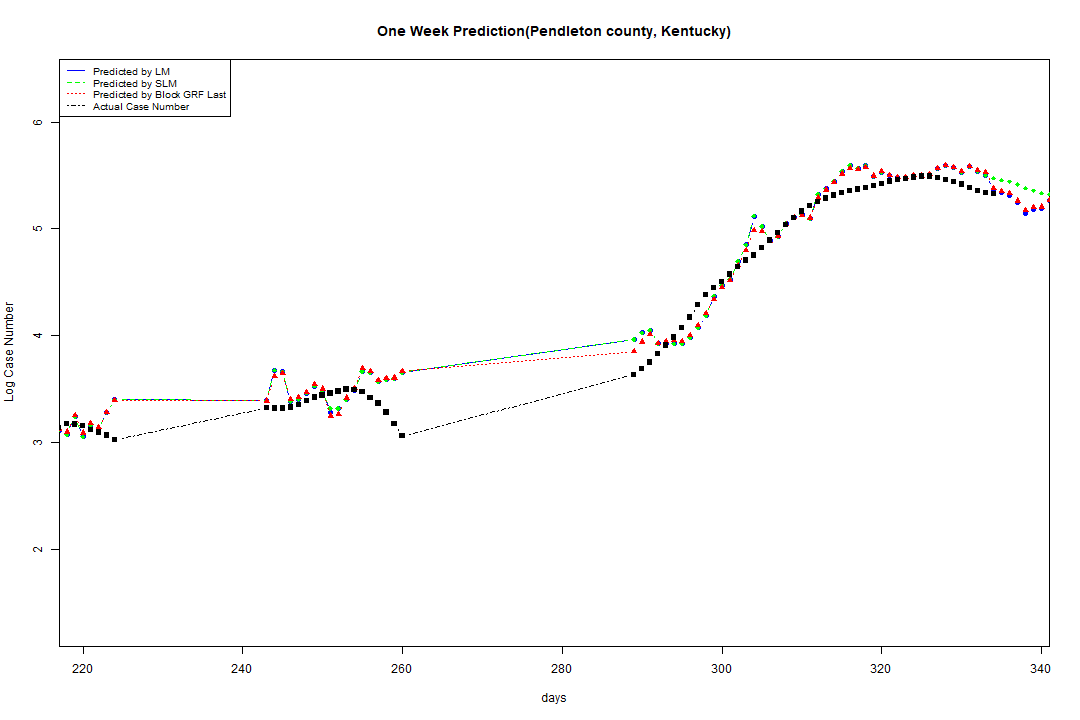 One Week Prediction(Pendleton county, Kentucky)
Predicted by LM
Predicted by SLM
Predicted by Block GRF Last
Actual Case Number
6
5
4
3
2
Log Case Number
220 240 260 280 300 320 340
days